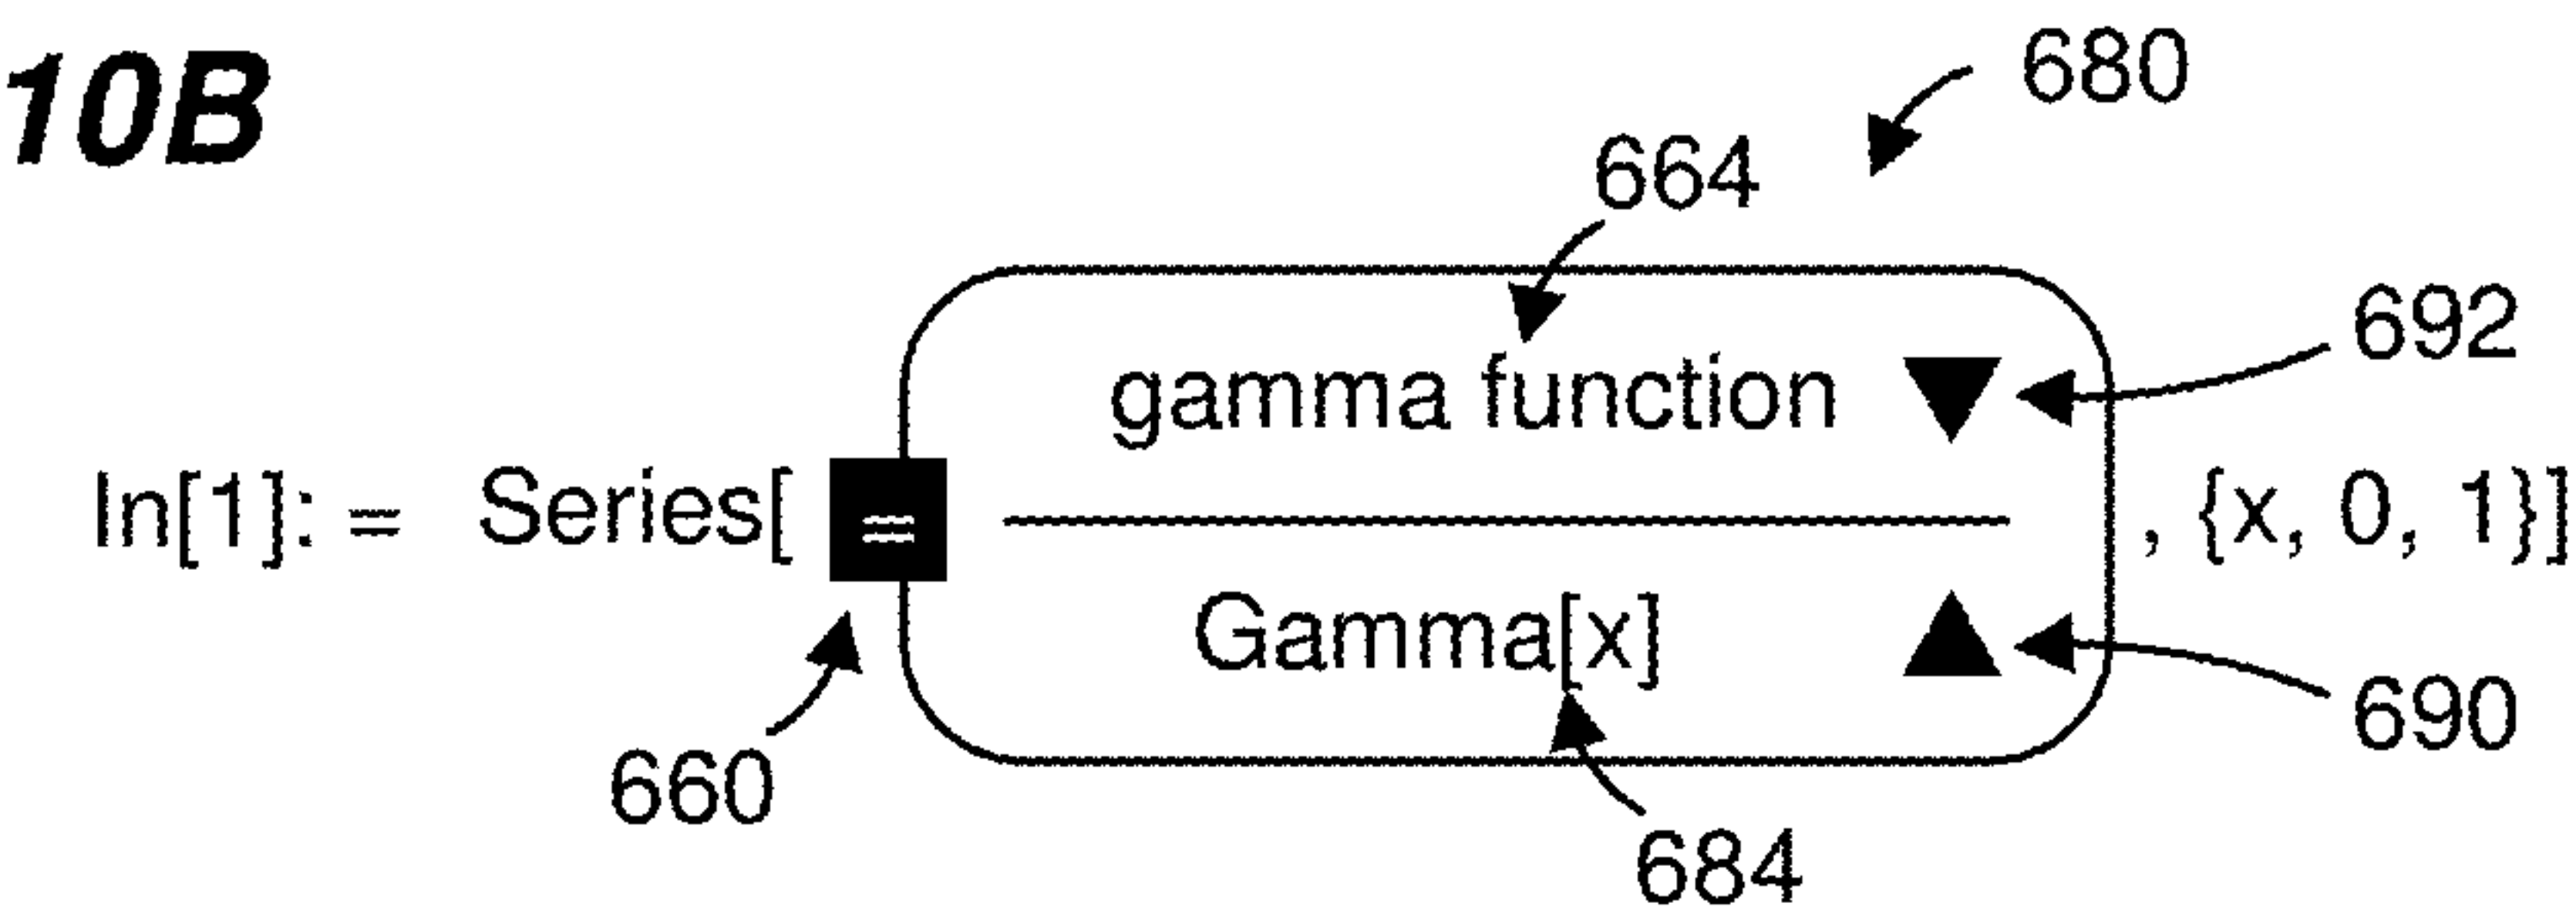 10B
680
664
gamma function ▼
692
In[1]: = Series[ = , {x, 0, 1}]
Gamma[x] ▲
690
660
684